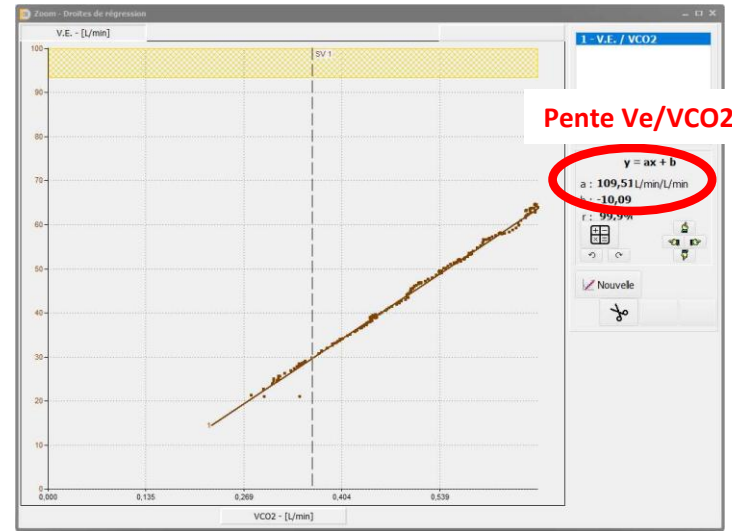 Zoom - Droites de régression
V.E. - [L/min]
1 - V.E. / VCO2
SV 1
100
90
80
70
60
50
40
30
20
10
0
Pente Ve/VCO2
y = ax + b
a : 109,51 L/min/L/min
b : -10,09
r : 99,9%
Nouvelle
0,000 0,135 0,269 0,404 0,539
VCO2 - [L/min]